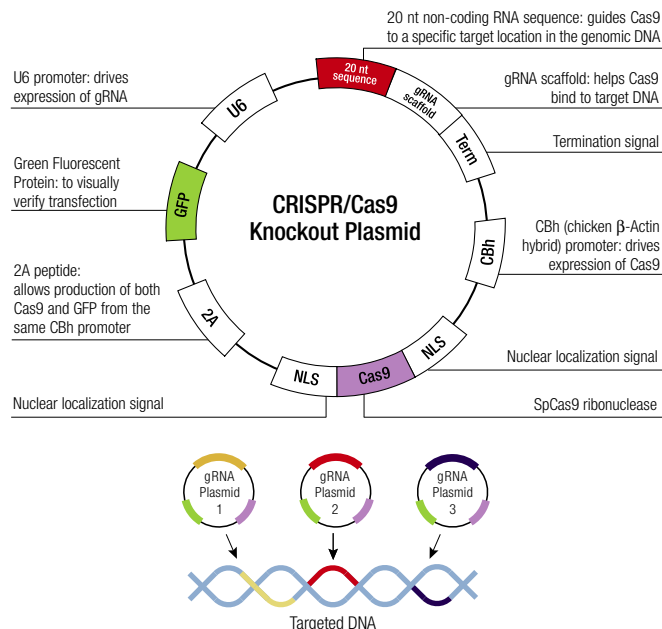 20 nt non-coding RNA sequence: guides Cas9
to a specific target location in the genomic DNA
U6 promoter: drives
expression of gRNA
20 nt
sequence
gRNA
scaffold
gRNA scaffold: helps Cas9
bind to target DNA
U6
Term
Termination signal
Green Fluorescent
Protein: to visually
verify transfection
GFP
CRISPR/Cas9
Knockout Plasmid
CBh
CBh (chicken β-Actin
hybrid) promoter: drives
expression of Cas9
2A peptide:
allows production of both
Cas9 and GFP from the
same CBh promoter
2A
NLS
Cas9
NLS
Nuclear localization signal
Nuclear localization signal
SpCas9 ribonuclease
gRNA
Plasmid
1
gRNA
Plasmid
2
gRNA
Plasmid
3
Targeted DNA